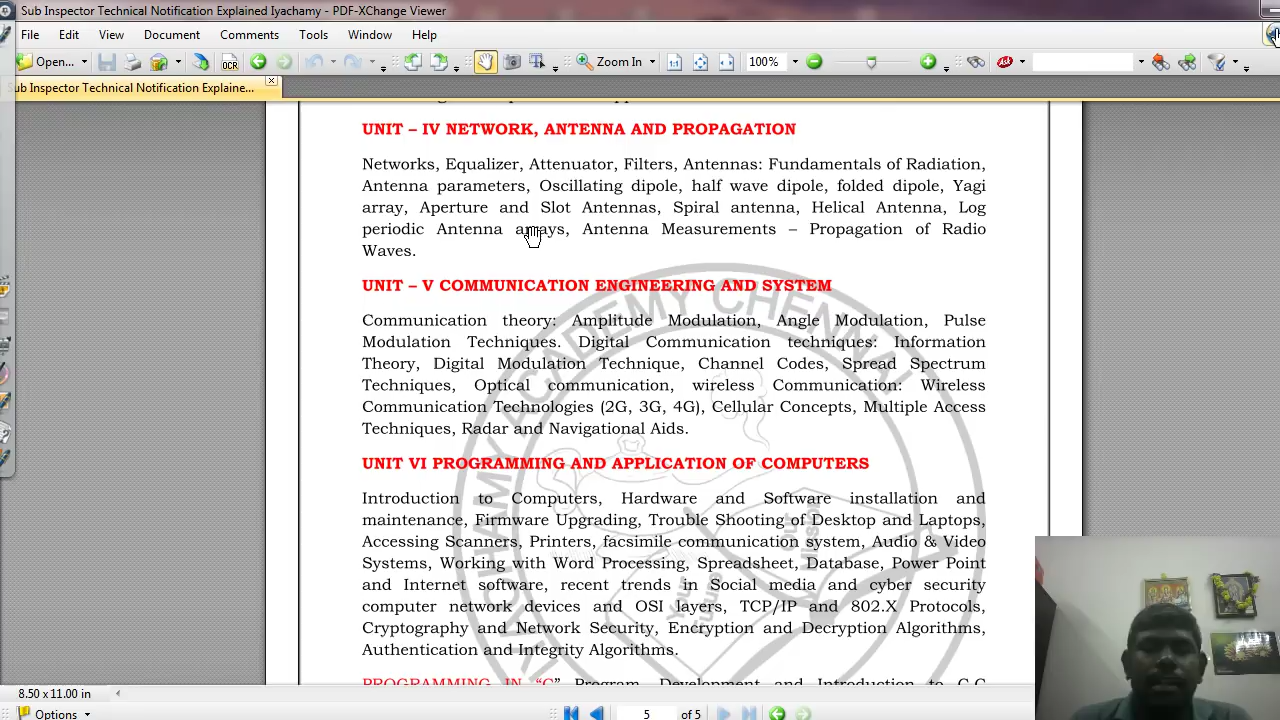 Sub Inspector Technical Notification Explained Iyachamy - PDF-XChange Viewer
File Edit View Document Comments Tools Window Help
Open... OCR Zoom In 100%
Sub Inspector Technical Notification Explaine...
UNIT – IV NETWORK, ANTENNA AND PROPAGATION
Networks, Equalizer, Attenuator, Filters, Antennas: Fundamentals of Radiation,
Antenna parameters, Oscillating dipole, half wave dipole, folded dipole, Yagi
array, Aperture and Slot Antennas, Spiral antenna, Helical Antenna, Log
periodic Antenna arrays, Antenna Measurements – Propagation of Radio
Waves.
UNIT – V COMMUNICATION ENGINEERING AND SYSTEM
Communication theory: Amplitude Modulation, Angle Modulation, Pulse
Modulation Techniques. Digital Communication techniques: Information
Theory, Digital Modulation Technique, Channel Codes, Spread Spectrum
Techniques, Optical communication, wireless Communication: Wireless
Communication Technologies (2G, 3G, 4G), Cellular Concepts, Multiple Access
Techniques, Radar and Navigational Aids.
UNIT VI PROGRAMMING AND APPLICATION OF COMPUTERS
Introduction to Computers, Hardware and Software installation and
maintenance, Firmware Upgrading, Trouble Shooting of Desktop and Laptops,
Accessing Scanners, Printers, facsimile communication system, Audio & Video
Systems, Working with Word Processing, Spreadsheet, Database, Power Point
and Internet software, recent trends in Social media and cyber security
computer network devices and OSI layers, TCP/IP and 802.X Protocols,
Cryptography and Network Security, Encryption and Decryption Algorithms,
Authentication and Integrity Algorithms.
PROGRAMMING IN "C" Program Development and Introduction to C,C
ACADEMY CHENNAI
8.50 x 11.00 in
Options 5 of 5